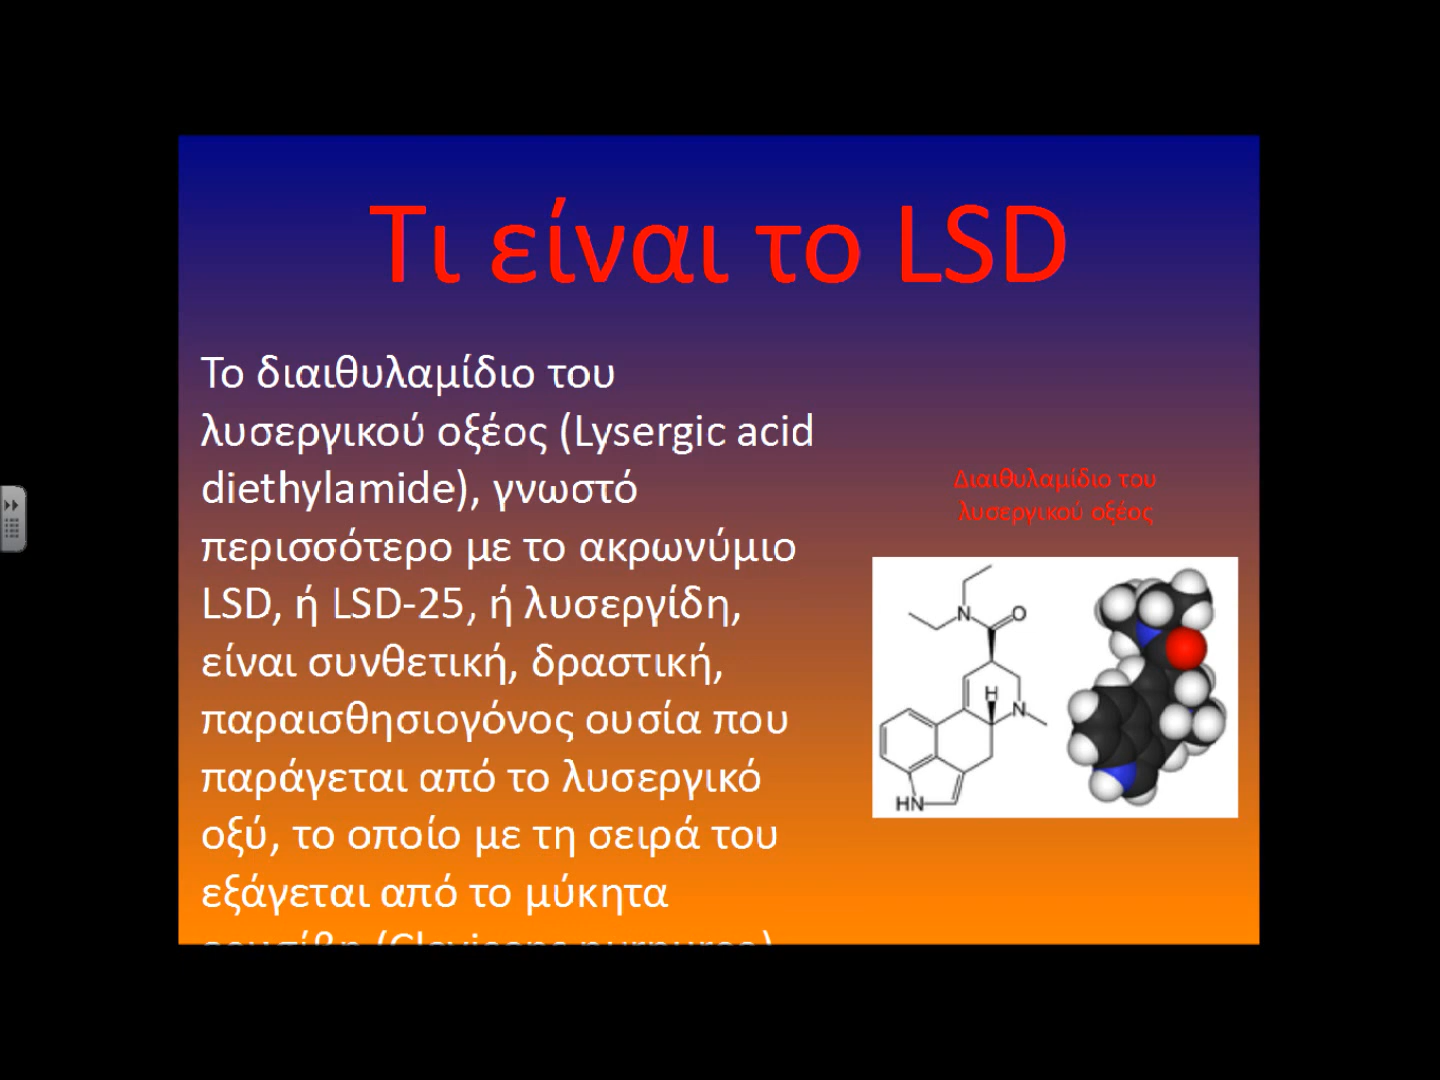 Τι είναι το LSD
Το διαιθυλαμίδιο του
λυσεργικού οξέος (Lysergic acid
diethylamide), γνωστό
περισσότερο με το ακρωνύμιο
LSD, ή LSD-25, ή λυσεργίδη,
είναι συνθετική, δραστική,
παραισθησιογόνος ουσία που
παράγεται από το λυσεργικό
οξύ, το οποίο με τη σειρά του
εξάγεται από το μύκητα
Διαιθυλαμίδιο του
λυσεργικού οξέος
N
O
H
N
HN